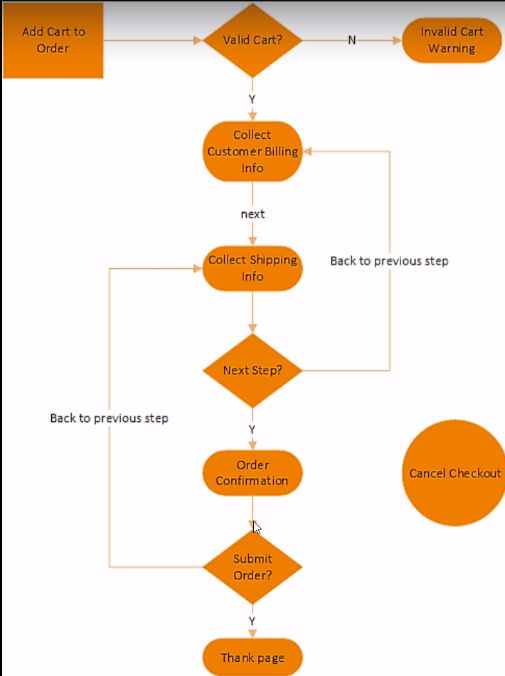 Add Cart to
Order
Valid Cart?
N
Invalid Cart
Warning
Y
Collect
Customer Billing
Info
next
Collect Shipping
Info
Back to previous step
Next Step?
Back to previous step
Y
Order
Confirmation
Cancel Checkout
Submit
Order?
Y
Thank page